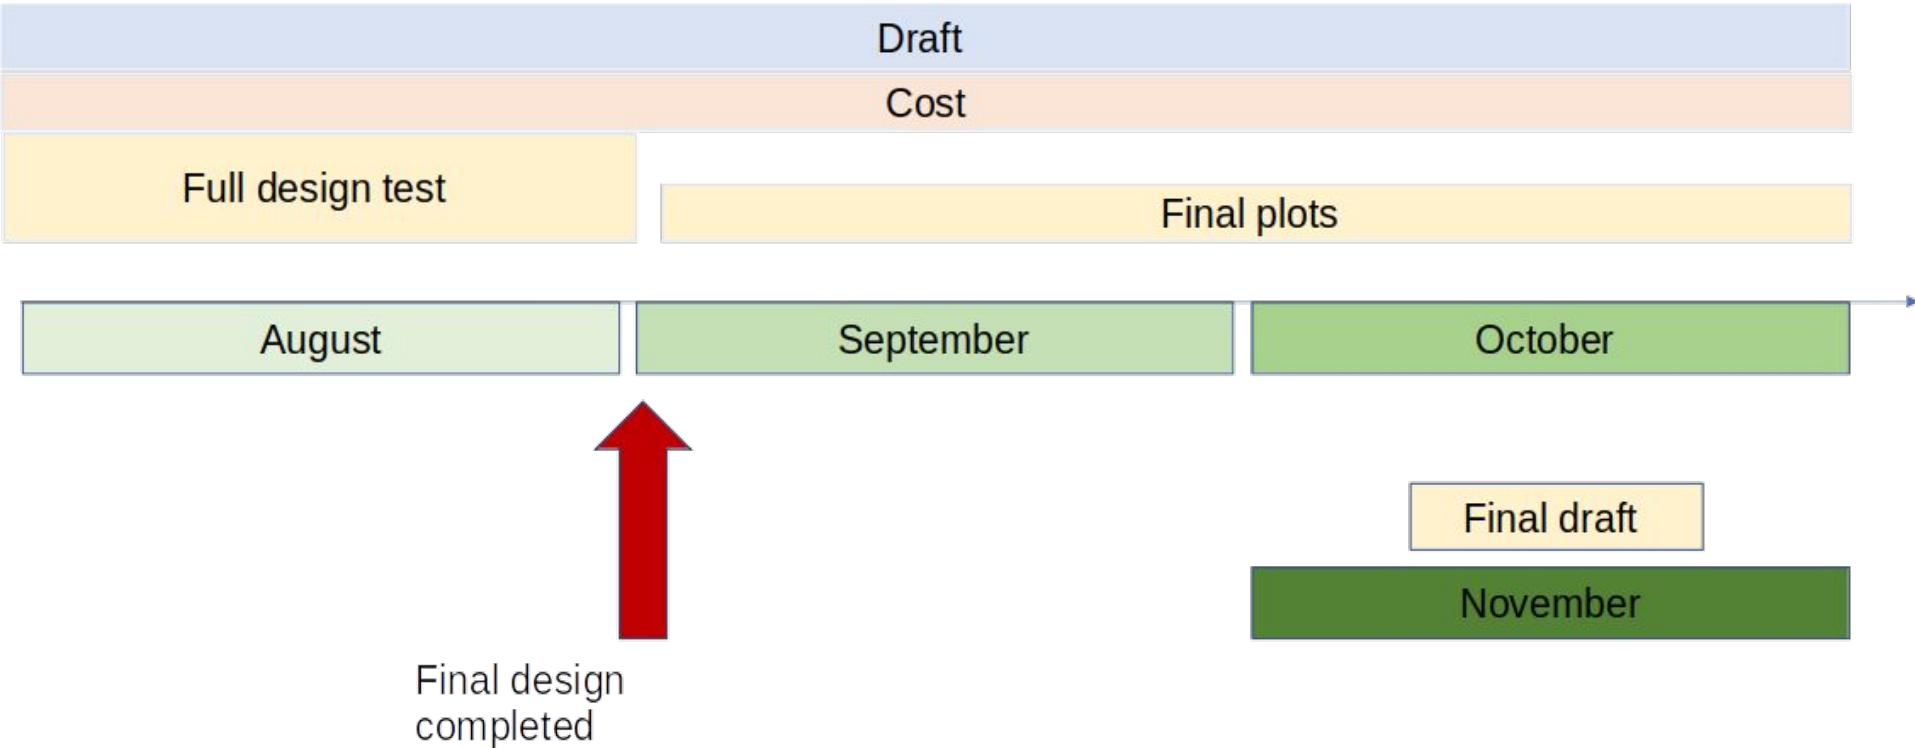 Draft
Cost
Full design test
Final plots
August
September
October
Final draft
November
Final design
completed